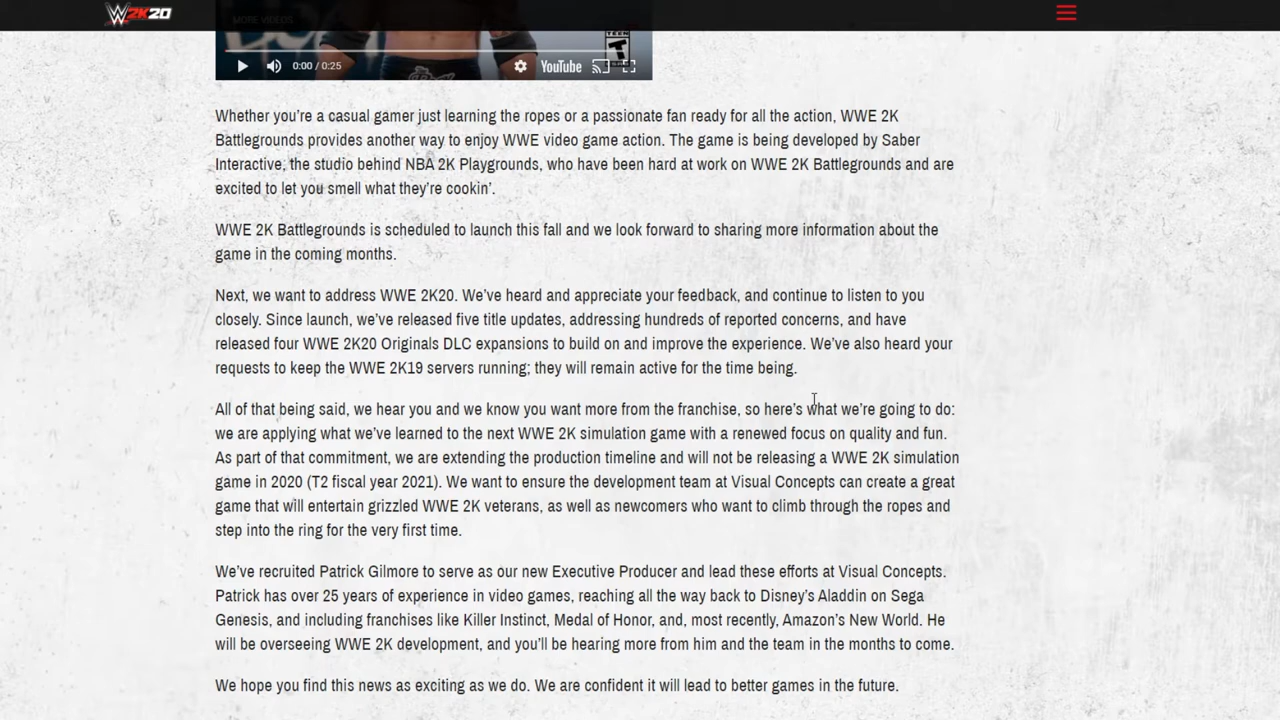 W2K20
MORE VIDEOS
TEEN
T
0:00 / 0:25
YouTube
Whether you're a casual gamer just learning the ropes or a passionate fan ready for all the action, WWE 2K
Battlegrounds provides another way to enjoy WWE video game action. The game is being developed by Saber
Interactive, the studio behind NBA 2K Playgrounds, who have been hard at work on WWE 2K Battlegrounds and are
excited to let you smell what they're cookin'.
WWE 2K Battlegrounds is scheduled to launch this fall and we look forward to sharing more information about the
game in the coming months.
Next, we want to address WWE 2K20. We've heard and appreciate your feedback, and continue to listen to you
closely. Since launch, we've released five title updates, addressing hundreds of reported concerns, and have
released four WWE 2K20 Originals DLC expansions to build on and improve the experience. We've also heard your
requests to keep the WWE 2K19 servers running; they will remain active for the time being.
All of that being said, we hear you and we know you want more from the franchise, so here's what we're going to do:
we are applying what we've learned to the next WWE 2K simulation game with a renewed focus on quality and fun.
As part of that commitment, we are extending the production timeline and will not be releasing a WWE 2K simulation
game in 2020 (T2 fiscal year 2021). We want to ensure the development team at Visual Concepts can create a great
game that will entertain grizzled WWE 2K veterans, as well as newcomers who want to climb through the ropes and
step into the ring for the very first time.
We've recruited Patrick Gilmore to serve as our new Executive Producer and lead these efforts at Visual Concepts.
Patrick has over 25 years of experience in video games, reaching all the way back to Disney's Aladdin on Sega
Genesis, and including franchises like Killer Instinct, Medal of Honor, and, most recently, Amazon's New World. He
will be overseeing WWE 2K development, and you'll be hearing more from him and the team in the months to come.
We hope you find this news as exciting as we do. We are confident it will lead to better games in the future.